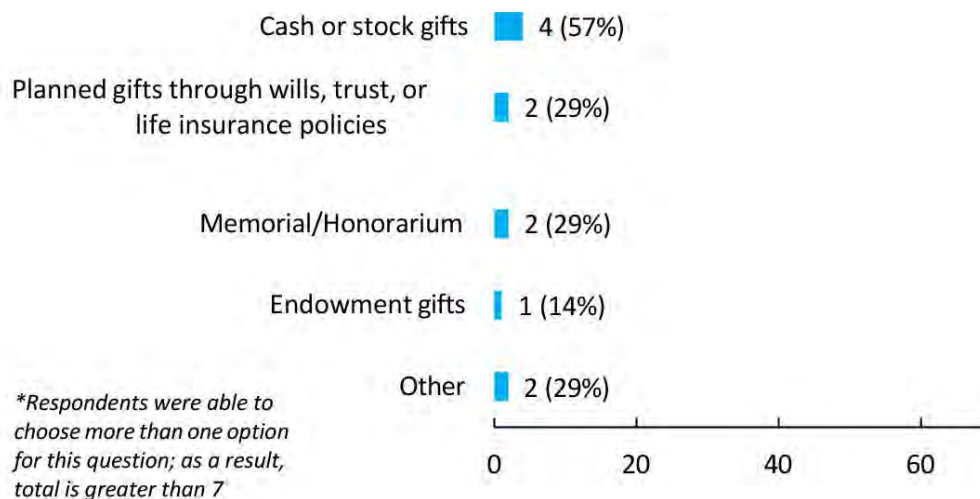 Cash or stock gifts 4 (57%)
Planned gifts through wills, trust, or
life insurance policies 2 (29%)
Memorial/Honorarium 2 (29%)
Endowment gifts 1 (14%)
Other 2 (29%)
*Respondents were able to
choose more than one option
for this question; as a result,
total is greater than 7
0 20 40 60